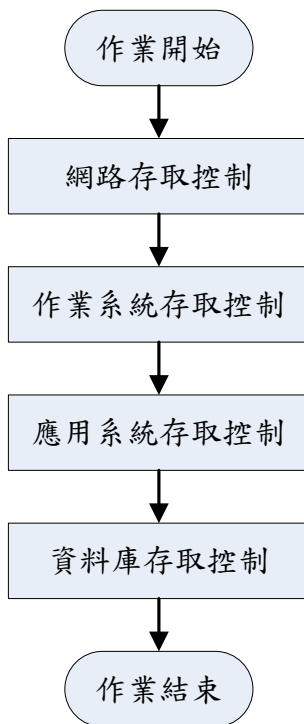 作業開始
網路存取控制
作業系統存取控制
應用系統存取控制
資料庫存取控制
作業結束